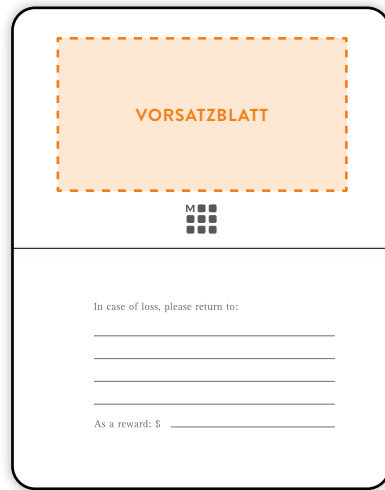 VORSATZBLATT
M
In case of loss, please return to:
As a reward: $